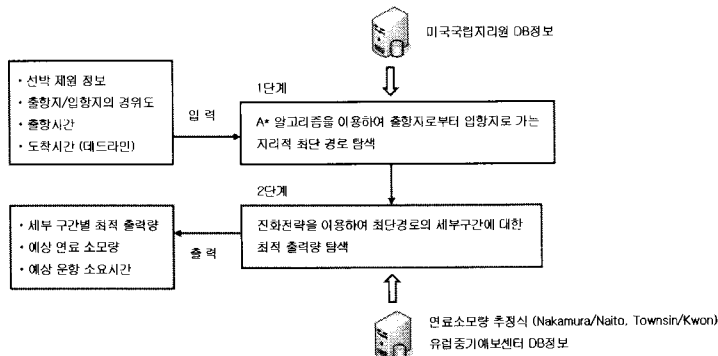 미국국립지리원 DB정보
• 선박 제원 정보
• 출항지/입항지의 경위도
• 출항시간
• 도착시간 (데드라인)
입 력
1단계
A* 알고리즘을 이용하여 출항지로부터 입항지로 가는
지리적 최단 경로 탐색
2단계
진화전략을 이용하여 최단경로의 세부구간에 대한
최적 출력량 탐색
• 세부 구간별 최적 출력량
• 예상 연료 소모량
• 예상 운항 소요시간
출 력
연료소모량 추정식 (Nakamura/Naito, Townsin/Kwon)
유럽중기예보센터 DB정보